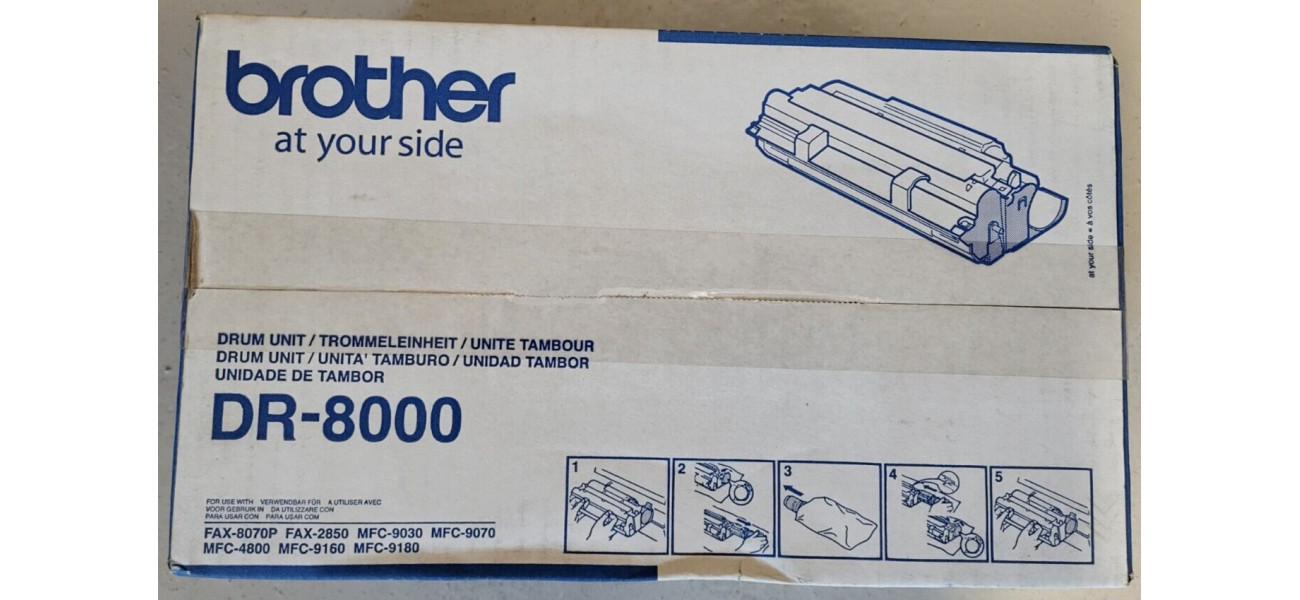 brother
at your side
at your side = à vos côtés
DRUM UNIT / TROMMELEINHEIT / UNITE TAMBOUR
DRUM UNIT / UNITA' TAMBURO / UNIDAD TAMBOR
UNIDADE DE TAMBOR
DR-8000
1 2 3 4 5
FOR USE WITH VERWENDBAR FÜR A UTILISER AVEC
VOOR GEBRUIK IN DA UTILIZZARE CON
PARA USAR CON PARA USAR COM
FAX-8070P FAX-2850 MFC-9030 MFC-9070
MFC-4800 MFC-9160 MFC-9180